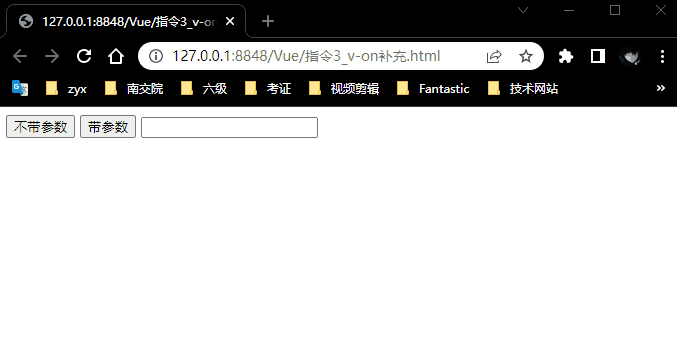 127.0.0.1:8848/Vue/指令3_v-on
127.0.0.1:8848/Vue/指令3_v-on补充.html
zyx 南交院 六级 考证 视频剪辑 Fantastic 技术网站 »
不带参数 带参数